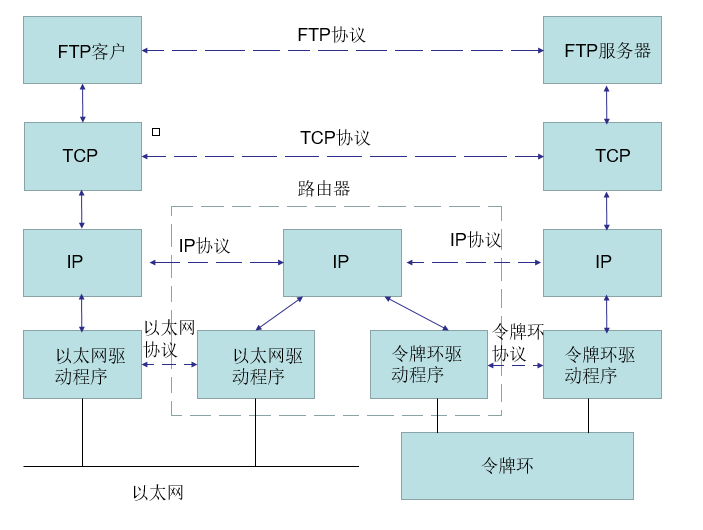 FTP协议
FTP客户
FTP服务器
TCP协议
TCP
TCP
路由器
IP协议
IP协议
IP
IP
IP
以太网
协议
令牌环
协议
以太网驱
动程序
以太网驱
动程序
令牌环驱
动程序
令牌环驱
动程序
令牌环
以太网